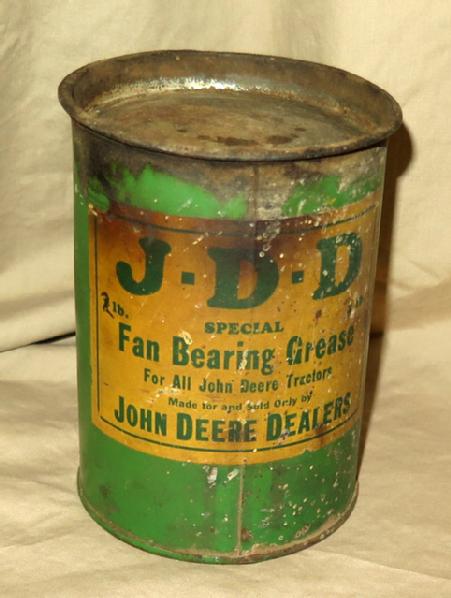 J-D-D
lb.
SPECIAL
Fan Bearing Grease
For All John Deere Tractors
Made for and Sold Only by
JOHN DEERE DEALERS